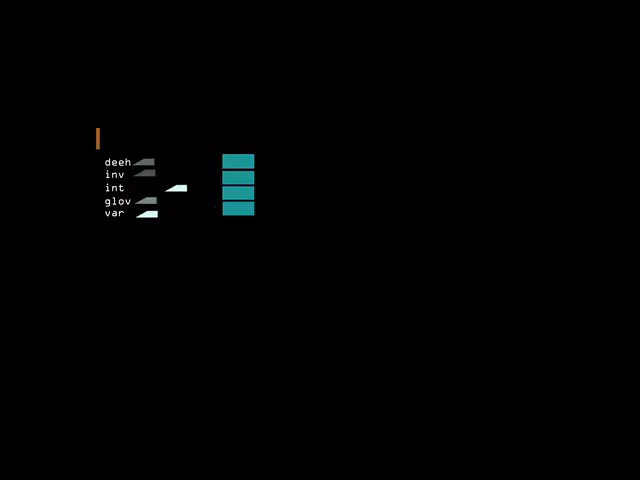 deeh
inv
int
glov
var